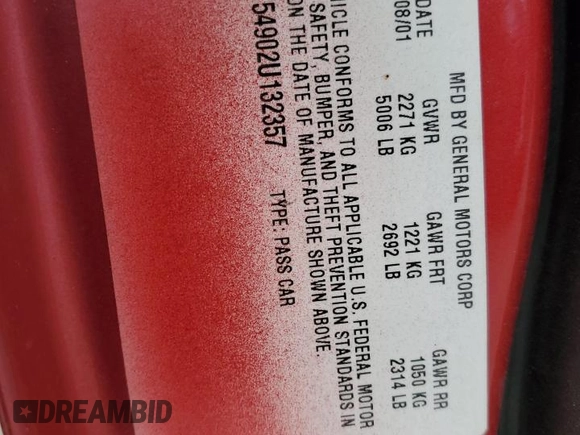 MFD BY GENERAL MOTORS CORP
DATE GVWR GAWR FRT GAWR RR
08/01 2271 KG 1221 KG 1050 KG
5006 LB 2692 LB 2314 LB
VEHICLE CONFORMS TO ALL APPLICABLE U.S. FEDERAL MOTOR
SAFETY, BUMPER, AND THEFT PREVENTION STANDARDS IN
ON THE DATE OF MANUFACTURE SHOWN ABOVE.
54902U132357 TYPE: PASS CAR
DREAMBID